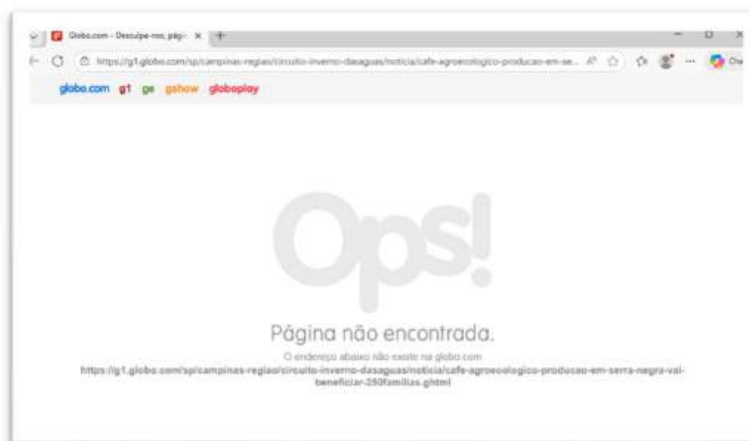 Globo.com - Desculpe-nos, pág
https://g1.globo.com/sp/campinas-regiao/circuito-inverno-dasaguas/noticia/cafe-agroecologico-producao-em-se...
globo.com g1 ge gshow globoplay
Ops!
Página não encontrada.
O endereço abaixo não existe na globo.com
https://g1.globo.com/sp/campinas-regiao/circuito-inverno-dasaguas/noticia/cafe-agroecologico-producao-em-serra-negra-vai-
beneficiar-250familias.ghtml